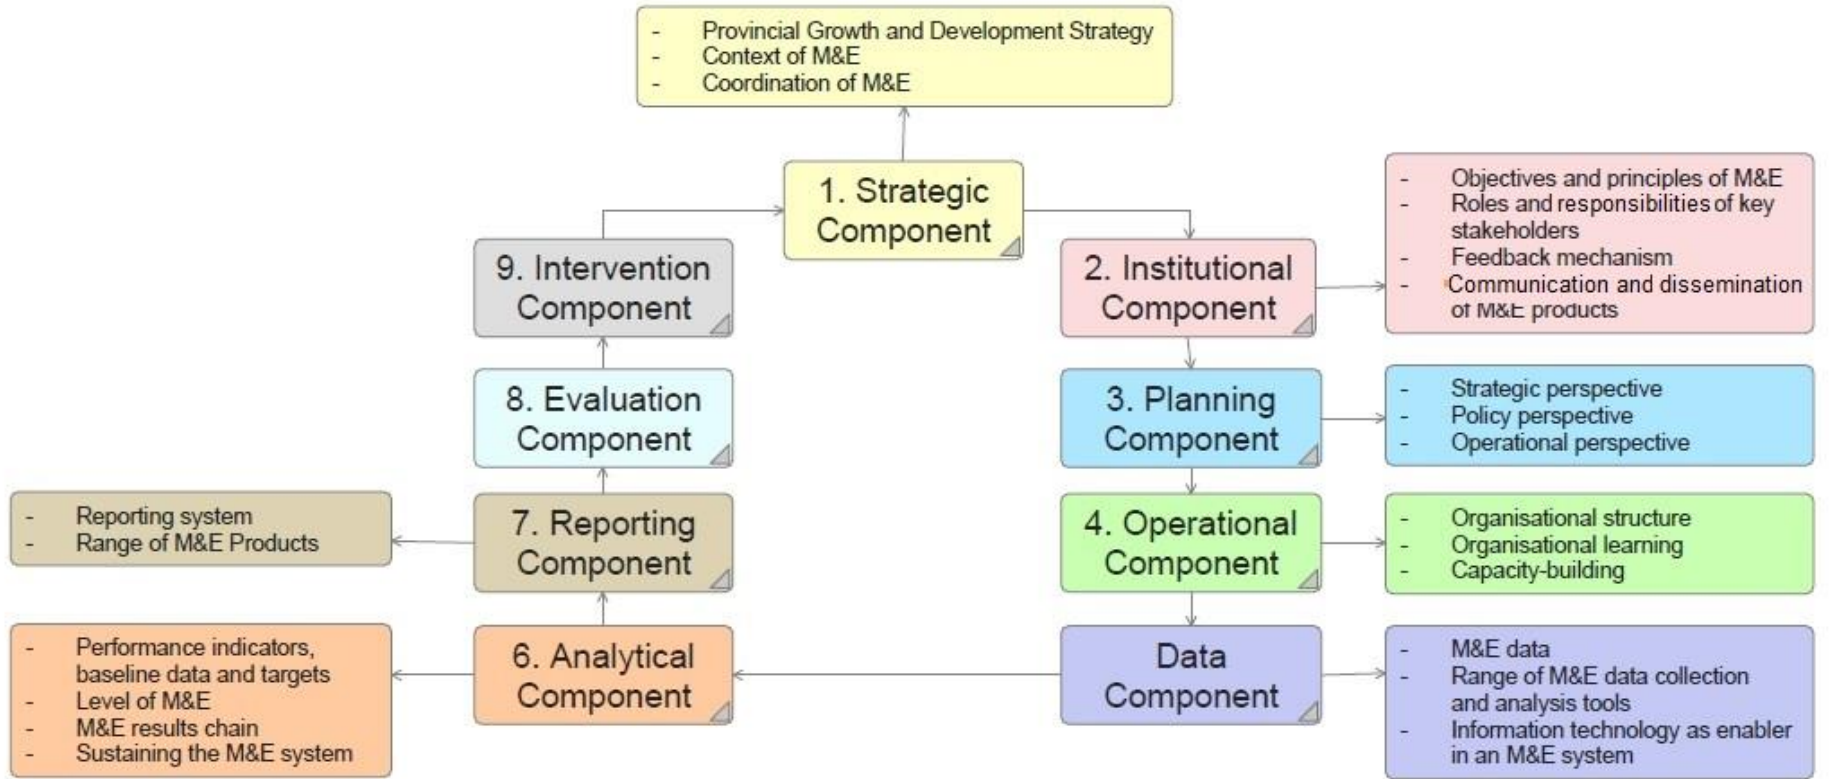 - Provincial Growth and Development Strategy
- Context of M&E
- Coordination of M&E
1. Strategic
Component
2. Institutional
Component
- Objectives and principles of M&E
- Roles and responsibilities of key
stakeholders
- Feedback mechanism
- Communication and dissemination
of M&E products
3. Planning
Component
- Strategic perspective
- Policy perspective
- Operational perspective
4. Operational
Component
- Organisational structure
- Organisational learning
- Capacity-building
Data
Component
- M&E data
- Range of M&E data collection
and analysis tools
- Information technology as enabler
in an M&E system
6. Analytical
Component
- Performance indicators,
baseline data and targets
- Level of M&E
- M&E results chain
- Sustaining the M&E system
7. Reporting
Component
- Reporting system
- Range of M&E Products
8. Evaluation
Component
9. Intervention
Component